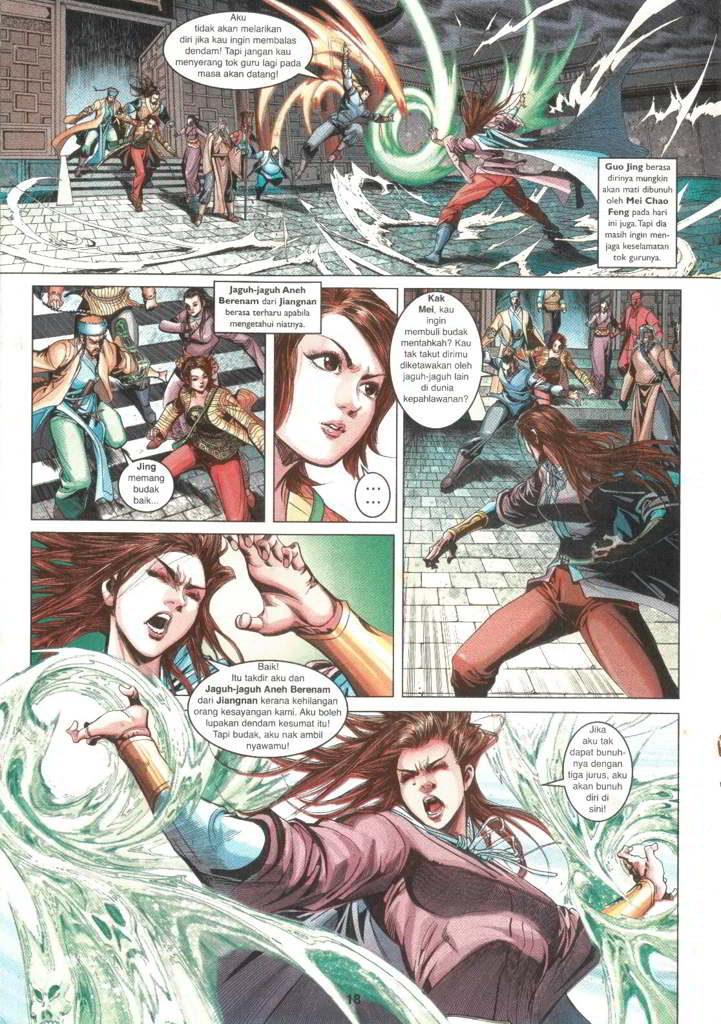 Aku
tidak akan melarikan
diri jika kau ingin membalas
dendam! Tapi jangan kau
menyerang tok guru lagi pada
masa akan datang!
Guo Jing berasa
dirinya mungkin
akan mati dibunuh
oleh Mei Chao
Feng pada hari
ini juga. Tapi dia
masih ingin men-
jaga keselamatan
tok gurunya.
Jaguh-jaguh Aneh
Berenam dari Jiangnan
berasa terharu apabila
mengetahui niatnya.
Jing
memang
budak
baik...
...
...
Kak
Mei, kau
ingin
membuli budak
mentahkah? Kau
tak takut dirimu
diketawakan oleh
jaguh-jaguh lain
di dunia
kepahlawanan?
Baik!
Itu takdir aku dan
Jaguh-jaguh Aneh Berenam
dari Jiangnan kerana kehilangan
orang kesayangan kami. Aku boleh
lupakan dendam kesumat itu!
Tapi budak, aku nak ambil
nyawamu!
Jika
aku tak
dapat bunuh-
nya dengan
tiga jurus, aku
akan bunuh
diri di
sini!
18